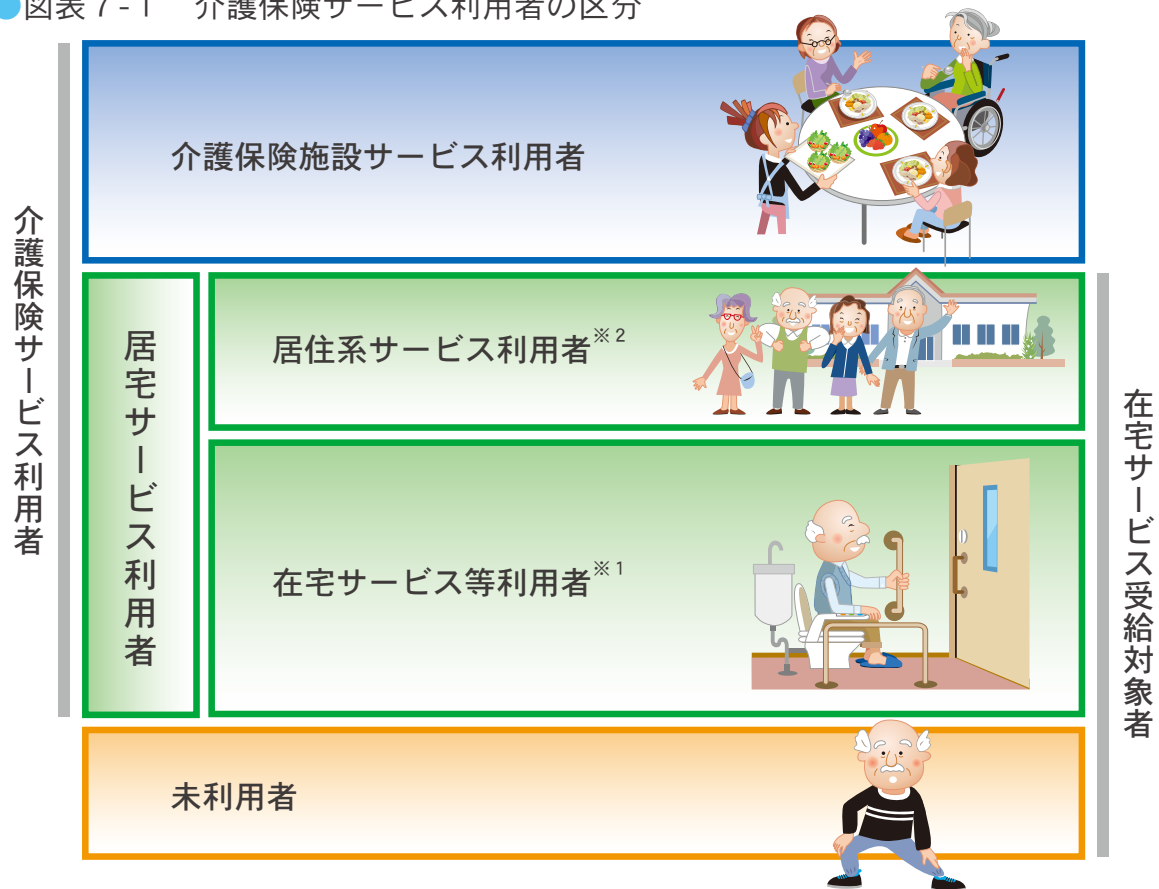 ●図表7-1 介護保険サービス利用者の区分
介護保険サービス利用者
介護保険施設サービス利用者
居宅サービス利用者
居住系サービス利用者※2
在宅サービス等利用者※1
在宅サービス受給対象者
未利用者